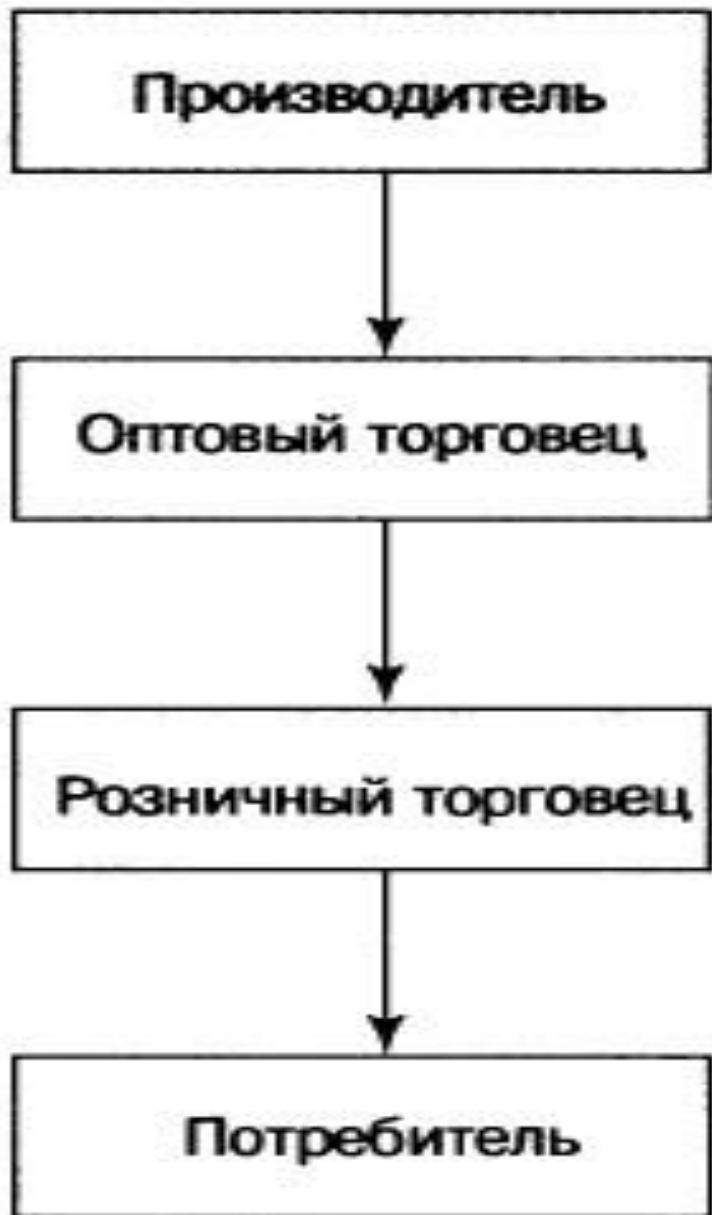 Производитель
Оптовый торговец
Розничный торговец
Потребитель